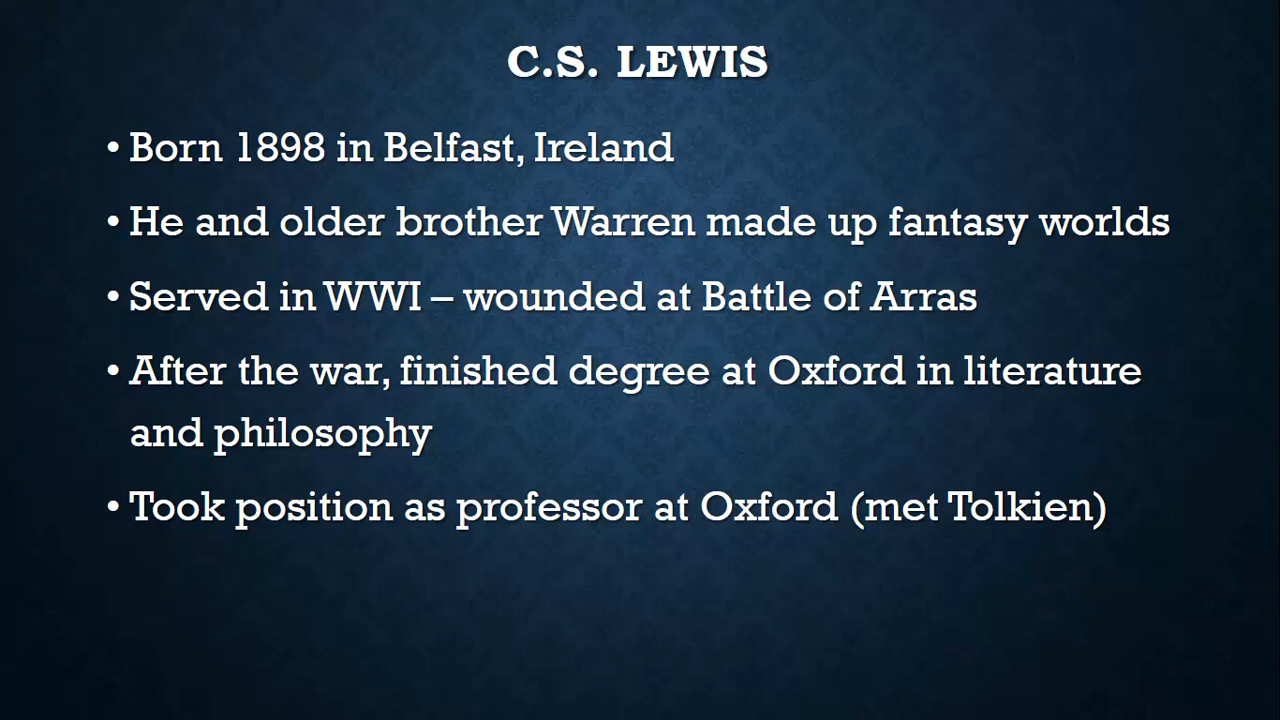 C.S. LEWIS
• Born 1898 in Belfast, Ireland
• He and older brother Warren made up fantasy worlds
• Served in WWI – wounded at Battle of Arras
• After the war, finished degree at Oxford in literature
and philosophy
• Took position as professor at Oxford (met Tolkien)